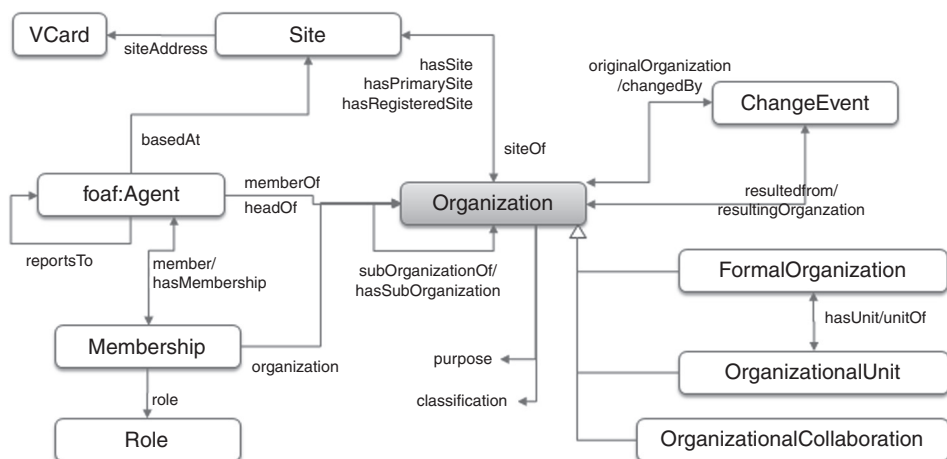 VCard
siteAddress
Site
hasSite
hasPrimarySite
hasRegisteredSite
siteOf
originalOrganization
/changedBy
ChangeEvent
basedAt
foaf:Agent
memberOf
headOf
Organization
resultedfrom/
resultingOrganzation
reportsTo
member/
hasMembership
subOrganizationOf/
hasSubOrganization
FormalOrganization
hasUnit/unitOf
Membership
organization
purpose
OrganizationalUnit
classification
role
Role
OrganizationalCollaboration